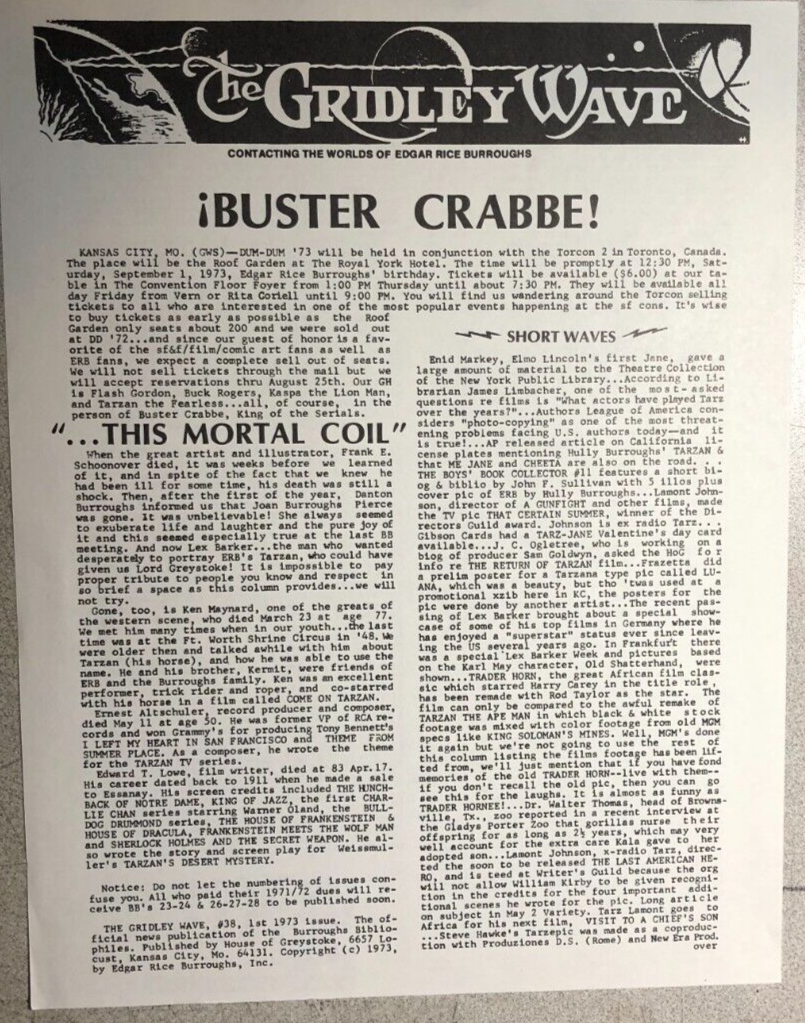 The GRIDLEY WAVE
CONTACTING THE WORLDS OF EDGAR RICE BURROUGHS
¡BUSTER CRABBE!
KANSAS CITY, MO. (GWS)—DUM-DUM '73 will be held in conjunction with the Torcon 2 in Toronto, Canada.
The place will be the Roof Garden at The Royal York Hotel. The time will be promptly at 12:30 PM, Sat-
urday, September 1, 1973, Edgar Rice Burroughs' birthday. Tickets will be available ($6.00) at our ta-
ble in The Convention Floor Foyer from 1:00 PM Thursday until about 7:30 PM. They will be available all
day Friday from Vern or Rita Coriell until 9:00 PM. You will find us wandering around the Torcon selling
tickets to all who are interested in one of the most popular events happening at the sf cons. It's wise
to buy tickets as early as possible as the Roof
Garden only seats about 200 and we were sold out
at DD '72...and since our guest of honor is a fav-
orite of the sf&f/film/comic art fans as well as
ERB fans, we expect a complete sell out of seats.
We will not sell tickets through the mail but we
will accept reservations thru August 25th. Our GH
is Flash Gordon, Buck Rogers, Kaspa the Lion Man,
and Tarzan the Fearless...all, of course, in the
person of Buster Crabbe, King of the Serials.
"...THIS MORTAL COIL"
When the great artist and illustrator, Frank E.
Schoonover died, it was weeks before we learned
of it, and in spite of the fact that we knew he
had been ill for some time, his death was still a
shock. Then, after the first of the year, Danton
Burroughs informed us that Joan Burroughs Pierce
was gone. It was unbelievable! She always seemed
to exuberate life and laughter and the pure joy of
it and this seemed especially true at the last BB
meeting. And now Lex Barker...the man who wanted
desperately to portray ERB's Tarzan, who could have
given us Lord Greystoke! It is impossible to pay
proper tribute to people you know and respect in
so brief a space as this column provides...we will
not try.
Gone, too, is Ken Maynard, one of the greats of
the western scene, who died March 23 at age 77.
We met him many times when in our youth...the last
time was at the Ft. Worth Shrine Circus in '48. We
were older then and talked awhile with him about
Tarzan (his horse), and how he was able to use the
name. He and his brother, Kermit, were friends of
ERB and the Burroughs family. Ken was an excellent
performer, trick rider and roper, and co-starred
with his horse in a film called COME ON TARZAN.
Ernest Altschuler, record producer and composer,
died May 11 at age 50. He was former VP of RCA re-
cords and won Grammy's for producing Tony Bennett's
I LEFT MY HEART IN SAN FRANCISCO and THEME FROM
SUMMER PLACE. As a composer, he wrote the theme
for the TARZAN TV series.
Edward T. Lowe, film writer, died at 83 Apr.17.
His career dated back to 1911 when he made a sale
to Essanay. His screen credits included THE HUNCH-
BACK OF NOTRE DAME, KING OF JAZZ, the first CHAR-
LIE CHAN series starring Warner Oland, the BULL-
DOG DRUMMOND series, THE HOUSE OF FRANKENSTEIN &
HOUSE OF DRACULA, FRANKENSTEIN MEETS THE WOLF MAN
and SHERLOCK HOLMES AND THE SECRET WEAPON. He al-
so wrote the story and screen play for Weissmul-
ler's TARZAN'S DESERT MYSTERY.
Notice: Do not let the numbering of issues con-
fuse you. All who paid their 1971/72 dues will re-
ceive BB's 23-24 & 26-27-28 to be published soon.
THE GRIDLEY WAVE, #38, 1st 1973 issue. The of-
ficial news publication of the Burroughs Biblio-
philes. Published by House of Greystoke, 6657 Lo-
cust, Kansas City, Mo. 64131. Copyright (c) 1973,
by Edgar Rice Burroughs, Inc.
SHORT WAVES
Enid Markey, Elmo Lincoln's first Jane, gave a
large amount of material to the Theatre Collection
of the New York Public Library...According to Li-
brarian James Limbacher, one of the most-asked
questions re films is "What actors have played Tarz
over the years?"...Authors League of America con-
siders "photo-copying" as one of the most threat-
ening problems facing U.S. authors today—and it
is true!...AP released article on California li-
cense plates mentioning Hully Burroughs' TARZAN &
that ME JANE and CHEETA are also on the road. . .
THE BOYS' BOOK COLLECTOR #11 features a short bi-
og & biblio by John F. Sullivan with 5 illos plus
cover pic of ERB by Hully Burroughs...Lamont John-
son, director of A GUNFIGHT and other films, made
the TV pic THAT CERTAIN SUMMER, winner of the Di-
rectors Guild award. Johnson is ex radio Tarz. . .
Gibson Cards had a TARZ-JANE Valentine's day card
available...J. C. Ogletree, who is working on a
biog of producer Sam Goldwyn, asked the HoG for
info re THE RETURN OF TARZAN film...Frazetta did
a prelim poster for a Tarzana type pic called LU-
ANA, which was a beauty, but tho 'twas used at a
promotional xzib here in KC, the posters for the
pic were done by another artist...The recent pas-
sing of Lex Barker brought about a special show-
case of some of his top films in Germany where he
has enjoyed a "superstar" status ever since leav-
ing the US several years ago. In Frankfurt there
was a special Lex Barker Week and pictures based
on the Karl May character, Old Shatterhand, were
shown...TRADER HORN, the great African film clas-
sic which starred Harry Carey in the title role,
has been remade with Rod Taylor as the star. The
film can only be compared to the awful remake of
TARZAN THE APE MAN in which black & white stock
footage was mixed with color footage from old MGM
specs like KING SOLOMAN'S MINES. Well, MGM's done
it again but we're not going to use the rest of
this column listing the films footage has been lif-
ted from, we'll just mention that if you have fond
memories of the old TRADER HORN--live with them--
if you don't recall the old pic, then you can go
see this for the laughs. It is almost as funny as
TRADER HORNEE!...Dr. Walter Thomas, head of Browns-
ville, Tx., zoo reported in a recent interview at
the Gladys Porter Zoo that gorillas nurse their
offspring for as long as 2½ years, which may very
well account for the extra care Kala gave to her
adopted son...Lamont Johnson, x-radio Tarz, direc-
ted the soon to be released THE LAST AMERICAN HE-
RO, and is teed at Writer's Guild because the org
will not allow William Kirby to be given recogni-
tion in the credits for the four important addi-
tional scenes he wrote for the pic. Long article
on subject in May 2 Variety. Tarz Lamont goes to
Africa for his next film, VISIT TO A CHIEF'S SON
...Steve Hawke's Tarzepic was made as a coproduc-
tion with Produziones D.S. (Rome) and New Era Prod.
over